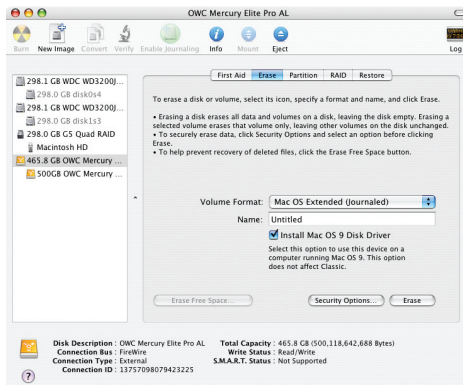 OWC Mercury Elite Pro AL
Burn New Image Convert Verify Enable Journaling Info Mount Eject Log
First Aid Erase Partition RAID Restore
298.1 GB WDC WD3200J...
298.0 GB disk0s4
298.1 GB WDC WD3200J...
298.0 GB disk1s3
298.0 GB G5 Quad RAID
Macintosh HD
465.8 GB OWC Mercury ...
500GB OWC Mercury ...
To erase a disk or volume, select its icon, specify a format and name, and click Erase.
• Erasing a disk erases all data and volumes on a disk, leaving the disk empty. Erasing a
selected volume erases that volume only, leaving other volumes on the disk unchanged.
• To securely erase data, click Security Options and select an option before clicking
Erase.
• To help prevent recovery of deleted files, click the Erase Free Space button.
Volume Format: Mac OS Extended (Journaled)
Name: Untitled
Install Mac OS 9 Disk Driver
Select this option to use this device on a
computer running Mac OS 9. This option
does not affect Classic.
Erase Free Space... Security Options... Erase
Disk Description : OWC Mercury Elite Pro AL Total Capacity : 465.8 GB (500,118,642,688 Bytes)
Connection Bus : FireWire Write Status : Read/Write
Connection Type : External S.M.A.R.T. Status : Not Supported
Connection ID : 13757098079423225
?